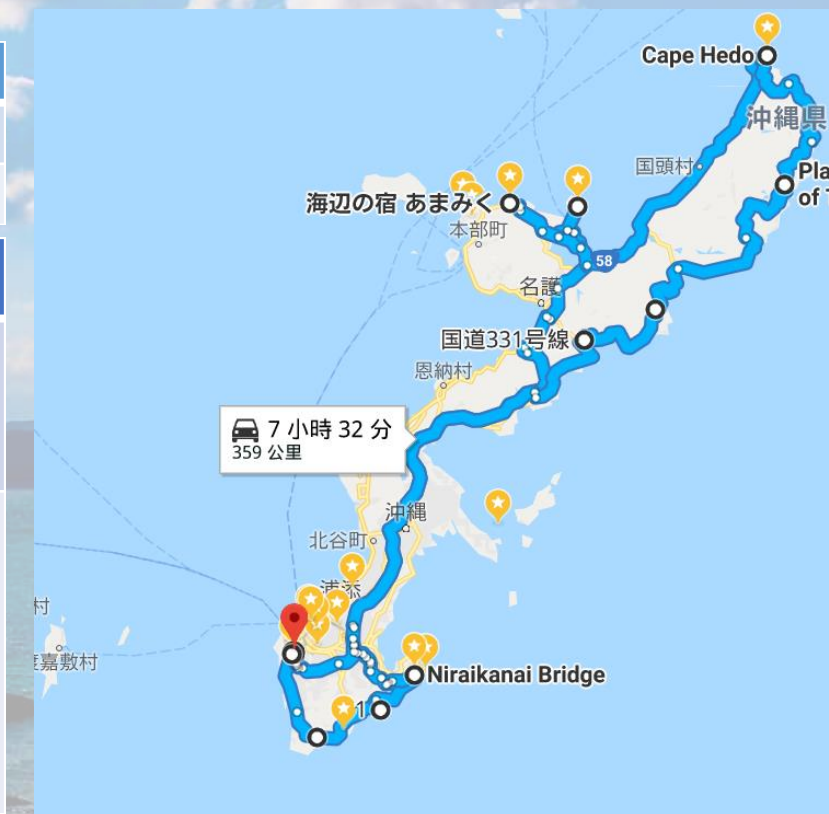 Cape Hedo
沖縄県
国頭村
Pla
of
海辺の宿 あまみく
本部町
58
名護
国道331号線
恩納村
7 小時 32 分
359 公里
沖縄
北谷町
浦添
村
嘉敷村
Niraikanai Bridge
1